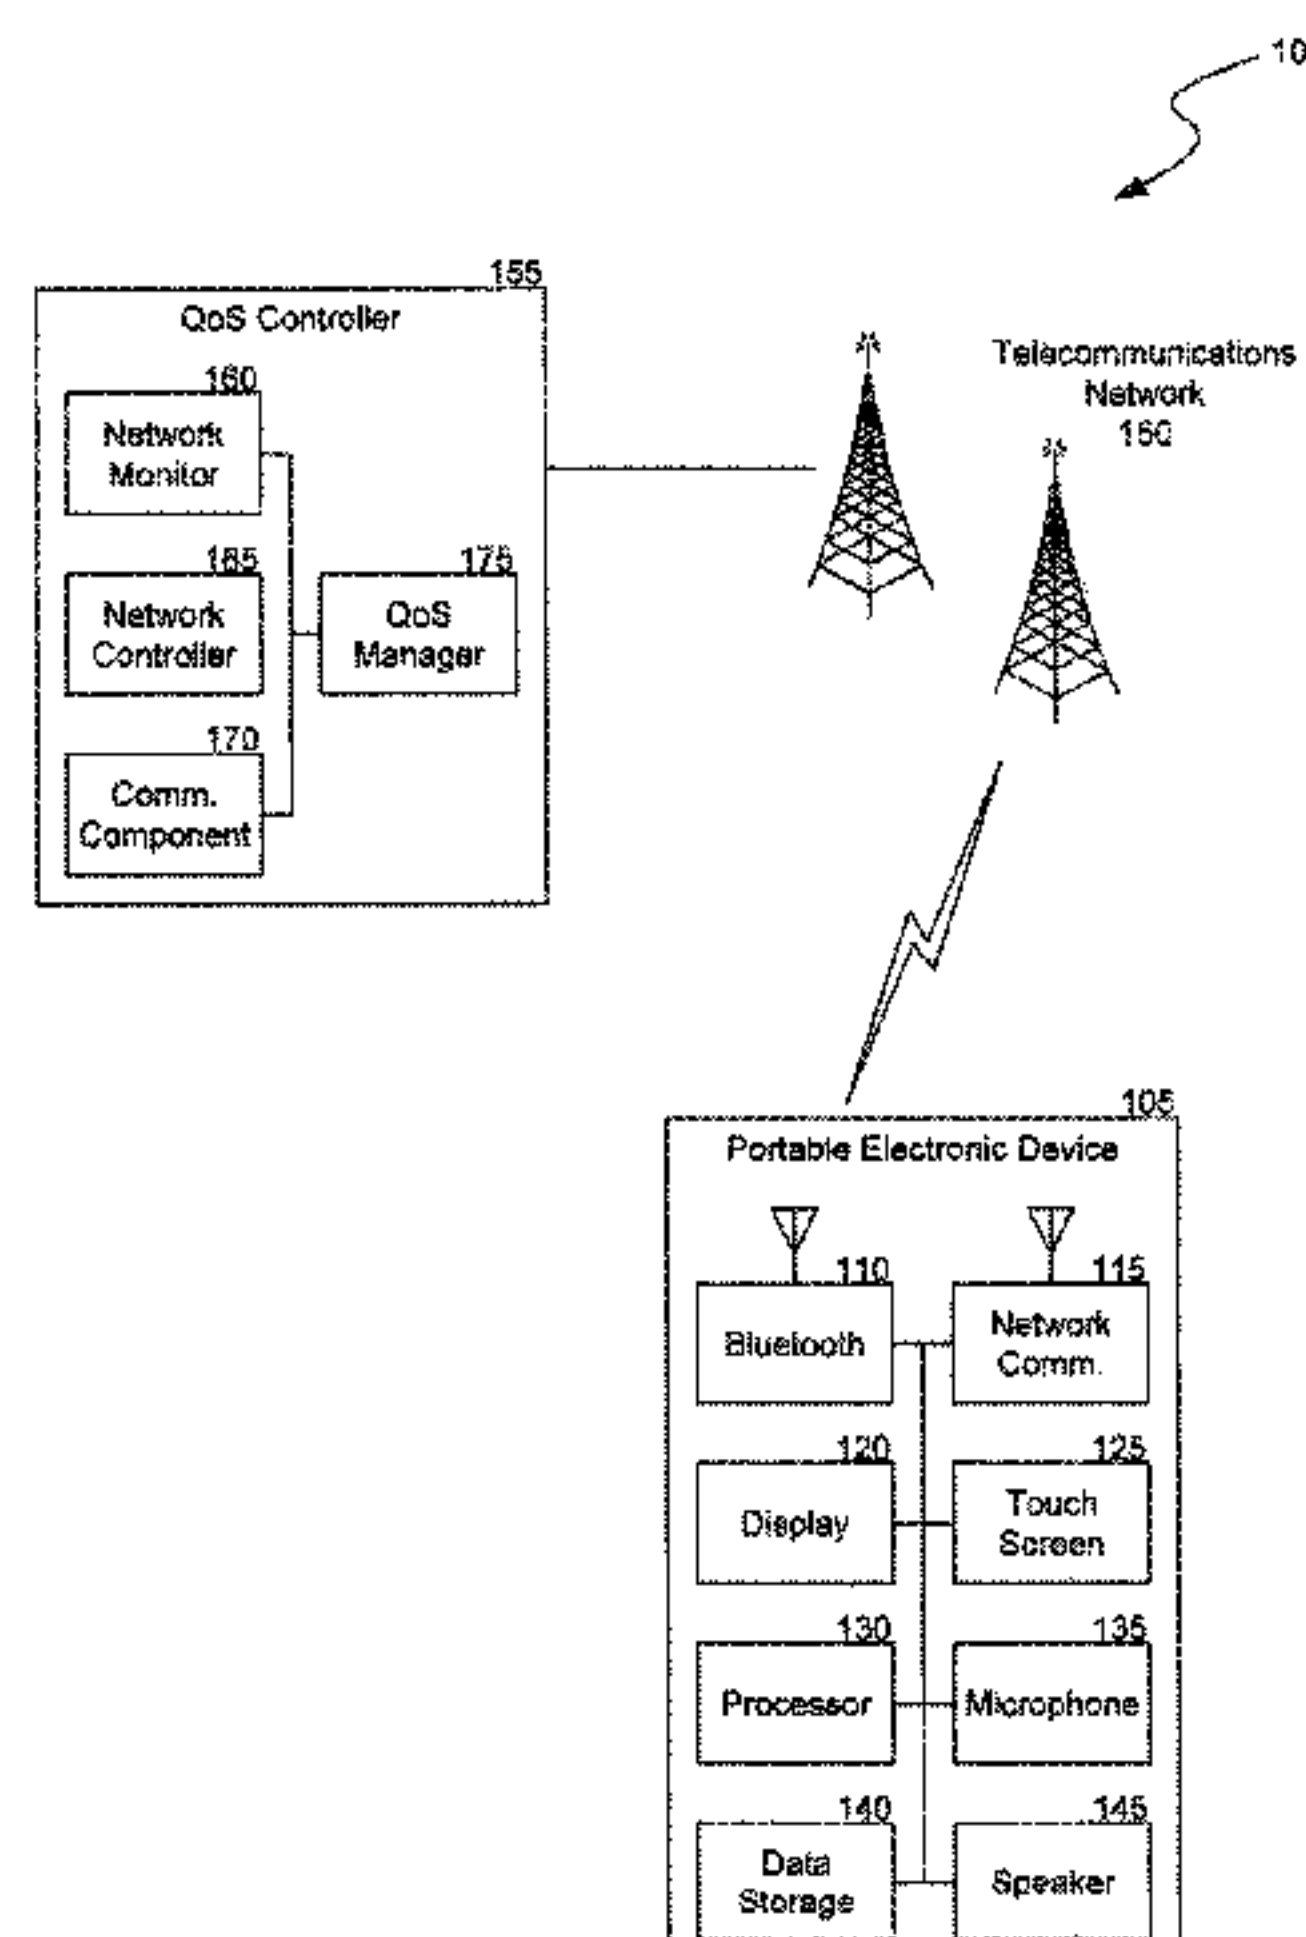 10
155
QoS Controller
160
Network
Monitor
165
Network
Controller
175
QoS
Manager
170
Comm.
Component
Telecommunications
Network
150
105
Portable Electronic Device
110
Bluetooth
115
Network
Comm.
120
Display
125
Touch
Screen
130
Processor
135
Microphone
140
Data
Storage
145
Speaker